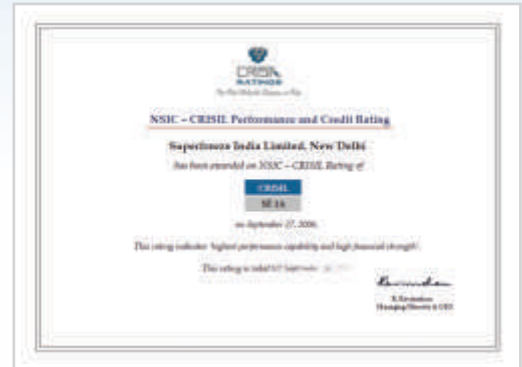 CRISIL
RATINGS
NSIC – CRISIL Performance and Credit Rating
Superfreeze India Limited, New Delhi
has been awarded an NSIC – CRISIL Rating of
CRISIL
SE 1A
on September 27, 2006
This rating indicates 'highest performance capability and high financial strength'.
This rating is valid till September
Managing Director & CEO